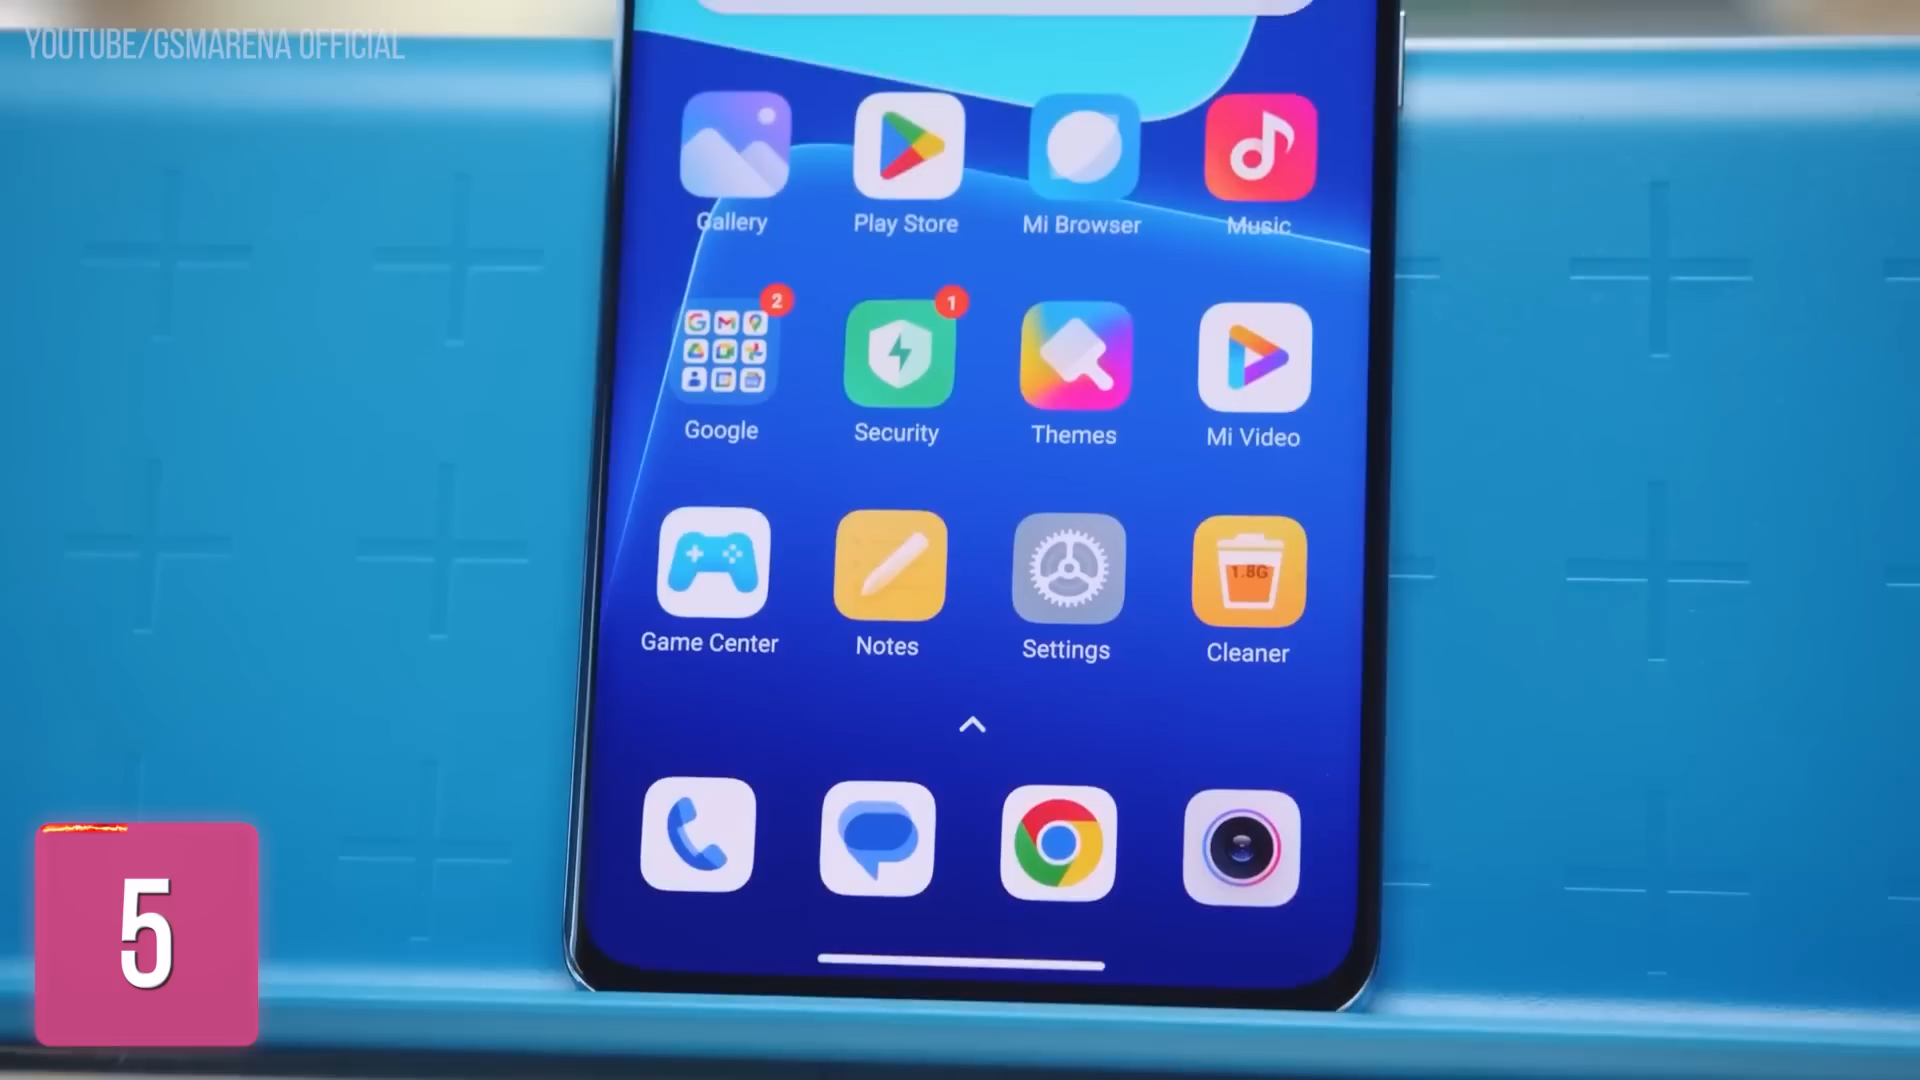 YOUTUBE/GSMARENA OFFICIAL
Gallery
Play Store
Mi Browser
Music
2
1
Google
Security
Themes
Mi Video
1.8G
Game Center
Notes
Settings
Cleaner
5